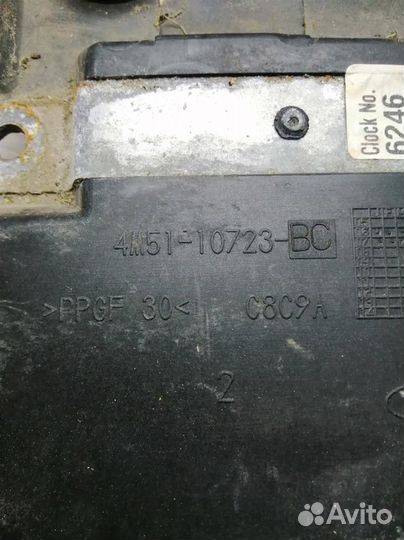 Clock No.
6246
4M51-10723-BC
>PPGF 30< C8C9A
2
Avito